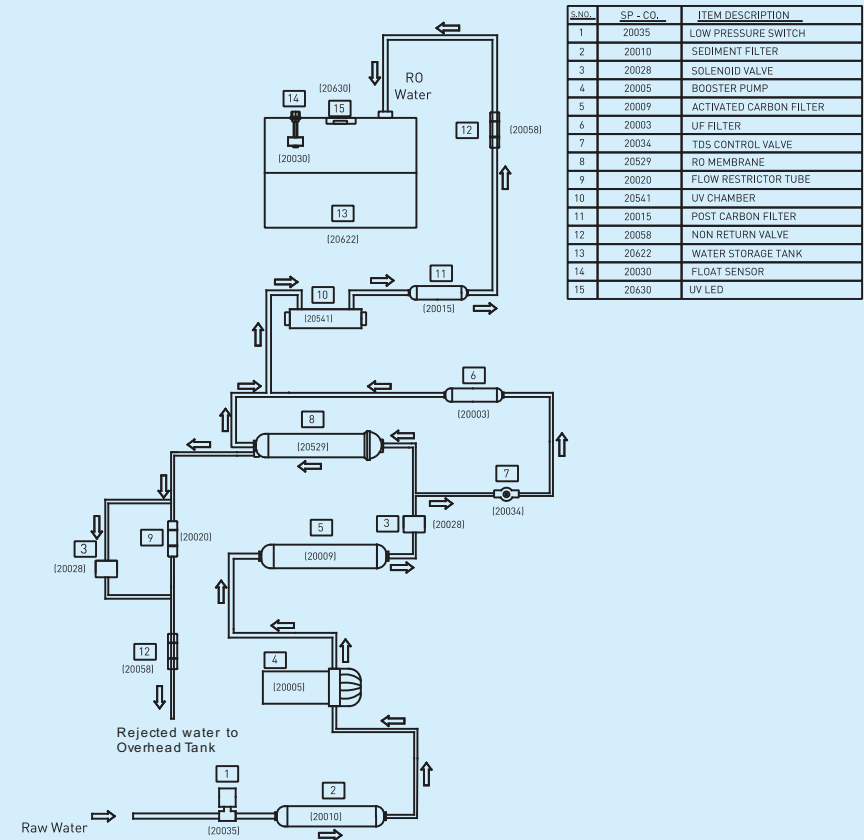 S.NO. SP - CO. ITEM DESCRIPTION
1 20035 LOW PRESSURE SWITCH
2 20010 SEDIMENT FILTER
3 20028 SOLENOID VALVE
4 20005 BOOSTER PUMP
5 20009 ACTIVATED CARBON FILTER
6 20003 UF FILTER
7 20034 TDS CONTROL VALVE
8 20529 RO MEMBRANE
9 20020 FLOW RESTRICTOR TUBE
10 20541 UV CHAMBER
11 20015 POST CARBON FILTER
12 20058 NON RETURN VALVE
13 20622 WATER STORAGE TANK
14 20030 FLOAT SENSOR
15 20630 UV LED
RO
Water
(20630)
14
15
12
(20058)
(20030)
13
(20622)
11
10
(20015)
(20541)
6
(20003)
8
(20529)
7
(20034)
3
(20028)
5
(20009)
9
(20020)
3
(20028)
12
(20058)
4
(20005)
Rejected water to
Overhead Tank
1
2
(20010)
Raw Water
(20035)